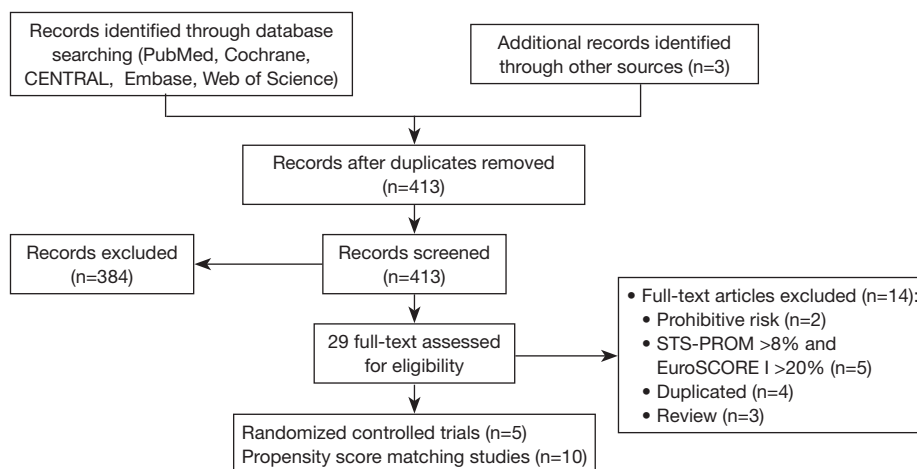 Records identified through database
searching (PubMed, Cochrane,
CENTRAL, Embase, Web of Science)
Additional records identified
through other sources (n=3)
Records after duplicates removed
(n=413)
Records excluded
(n=384)
Records screened
(n=413)
29 full-text assessed
for eligibility
• Full-text articles excluded (n=14):
• Prohibitive risk (n=2)
• STS-PROM >8% and
EuroSCORE I >20% (n=5)
• Duplicated (n=4)
• Review (n=3)
Randomized controlled trials (n=5)
Propensity score matching studies (n=10)